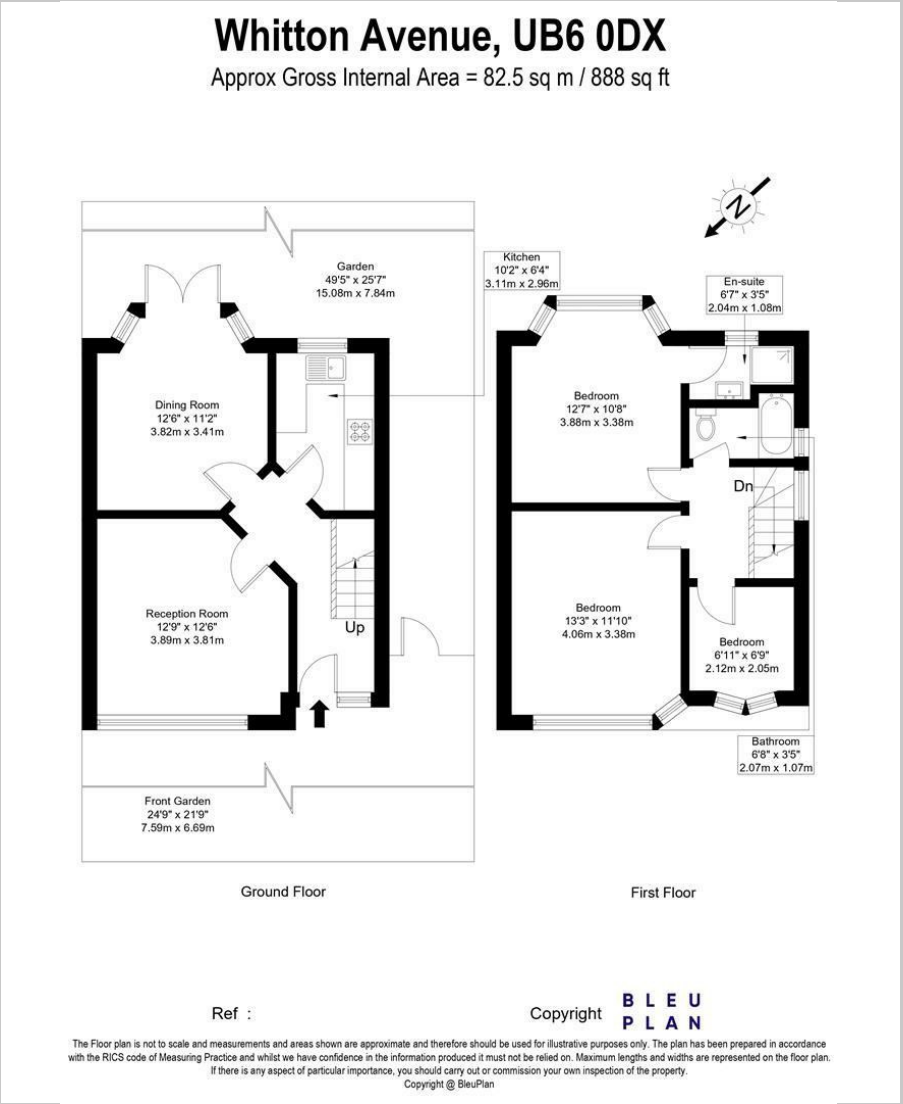 Whitton Avenue, UB6 0DX
Approx Gross Internal Area = 82.5 sq m / 888 sq ft
N
Kitchen
10'2" x 6'4"
3.11m x 2.96m
Garden
49'5" x 25'7"
15.08m x 7.84m
En-suite
6'7" x 3'5"
2.04m x 1.08m
Dining Room
12'6" x 11'2"
3.82m x 3.41m
Bedroom
12'7" x 10'8"
3.88m x 3.38m
Dn
Reception Room
12'9" x 12'6"
3.89m x 3.81m
Up
Bedroom
13'3" x 11'10"
4.06m x 3.38m
Bedroom
6'11" x 6'9"
2.12m x 2.05m
Bathroom
6'8" x 3'5"
2.07m x 1.07m
Front Garden
24'9" x 21'9"
7.59m x 6.69m
Ground Floor
First Floor
Ref :
Copyright
BLEU
PLAN
The Floor plan is not to scale and measurements and areas shown are approximate and therefore should be used for illustrative purposes only. The plan has been prepared in accordance
with the RICS code of Measuring Practice and whilst we have confidence in the information produced it must not be relied on. Maximum lengths and widths are represented on the floor plan.
If there is any aspect of particular importance, you should carry out or commission your own inspection of the property.
Copyright @ BleuPlan